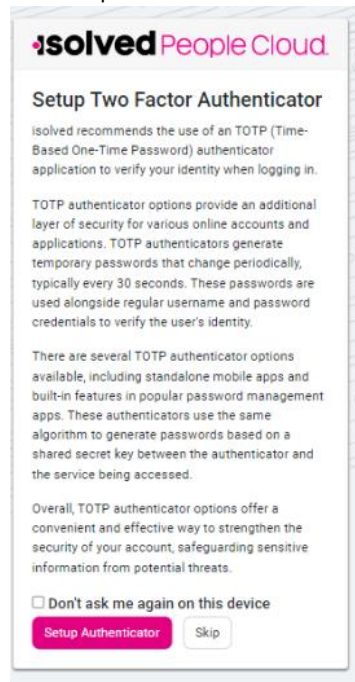 isolved People Cloud.
Setup Two Factor Authenticator
isolved recommends the use of an TOTP (Time-
Based One-Time Password) authenticator
application to verify your identity when logging in.
TOTP authenticator options provide an additional
layer of security for various online accounts and
applications. TOTP authenticators generate
temporary passwords that change periodically,
typically every 30 seconds. These passwords are
used alongside regular username and password
credentials to verify the user's identity.
There are several TOTP authenticator options
available, including standalone mobile apps and
built-in features in popular password management
apps. These authenticators use the same
algorithm to generate passwords based on a
shared secret key between the authenticator and
the service being accessed.
Overall, TOTP authenticator options offer a
convenient and effective way to strengthen the
security of your account, safeguarding sensitive
information from potential threats.
Don't ask me again on this device
Setup Authenticator Skip